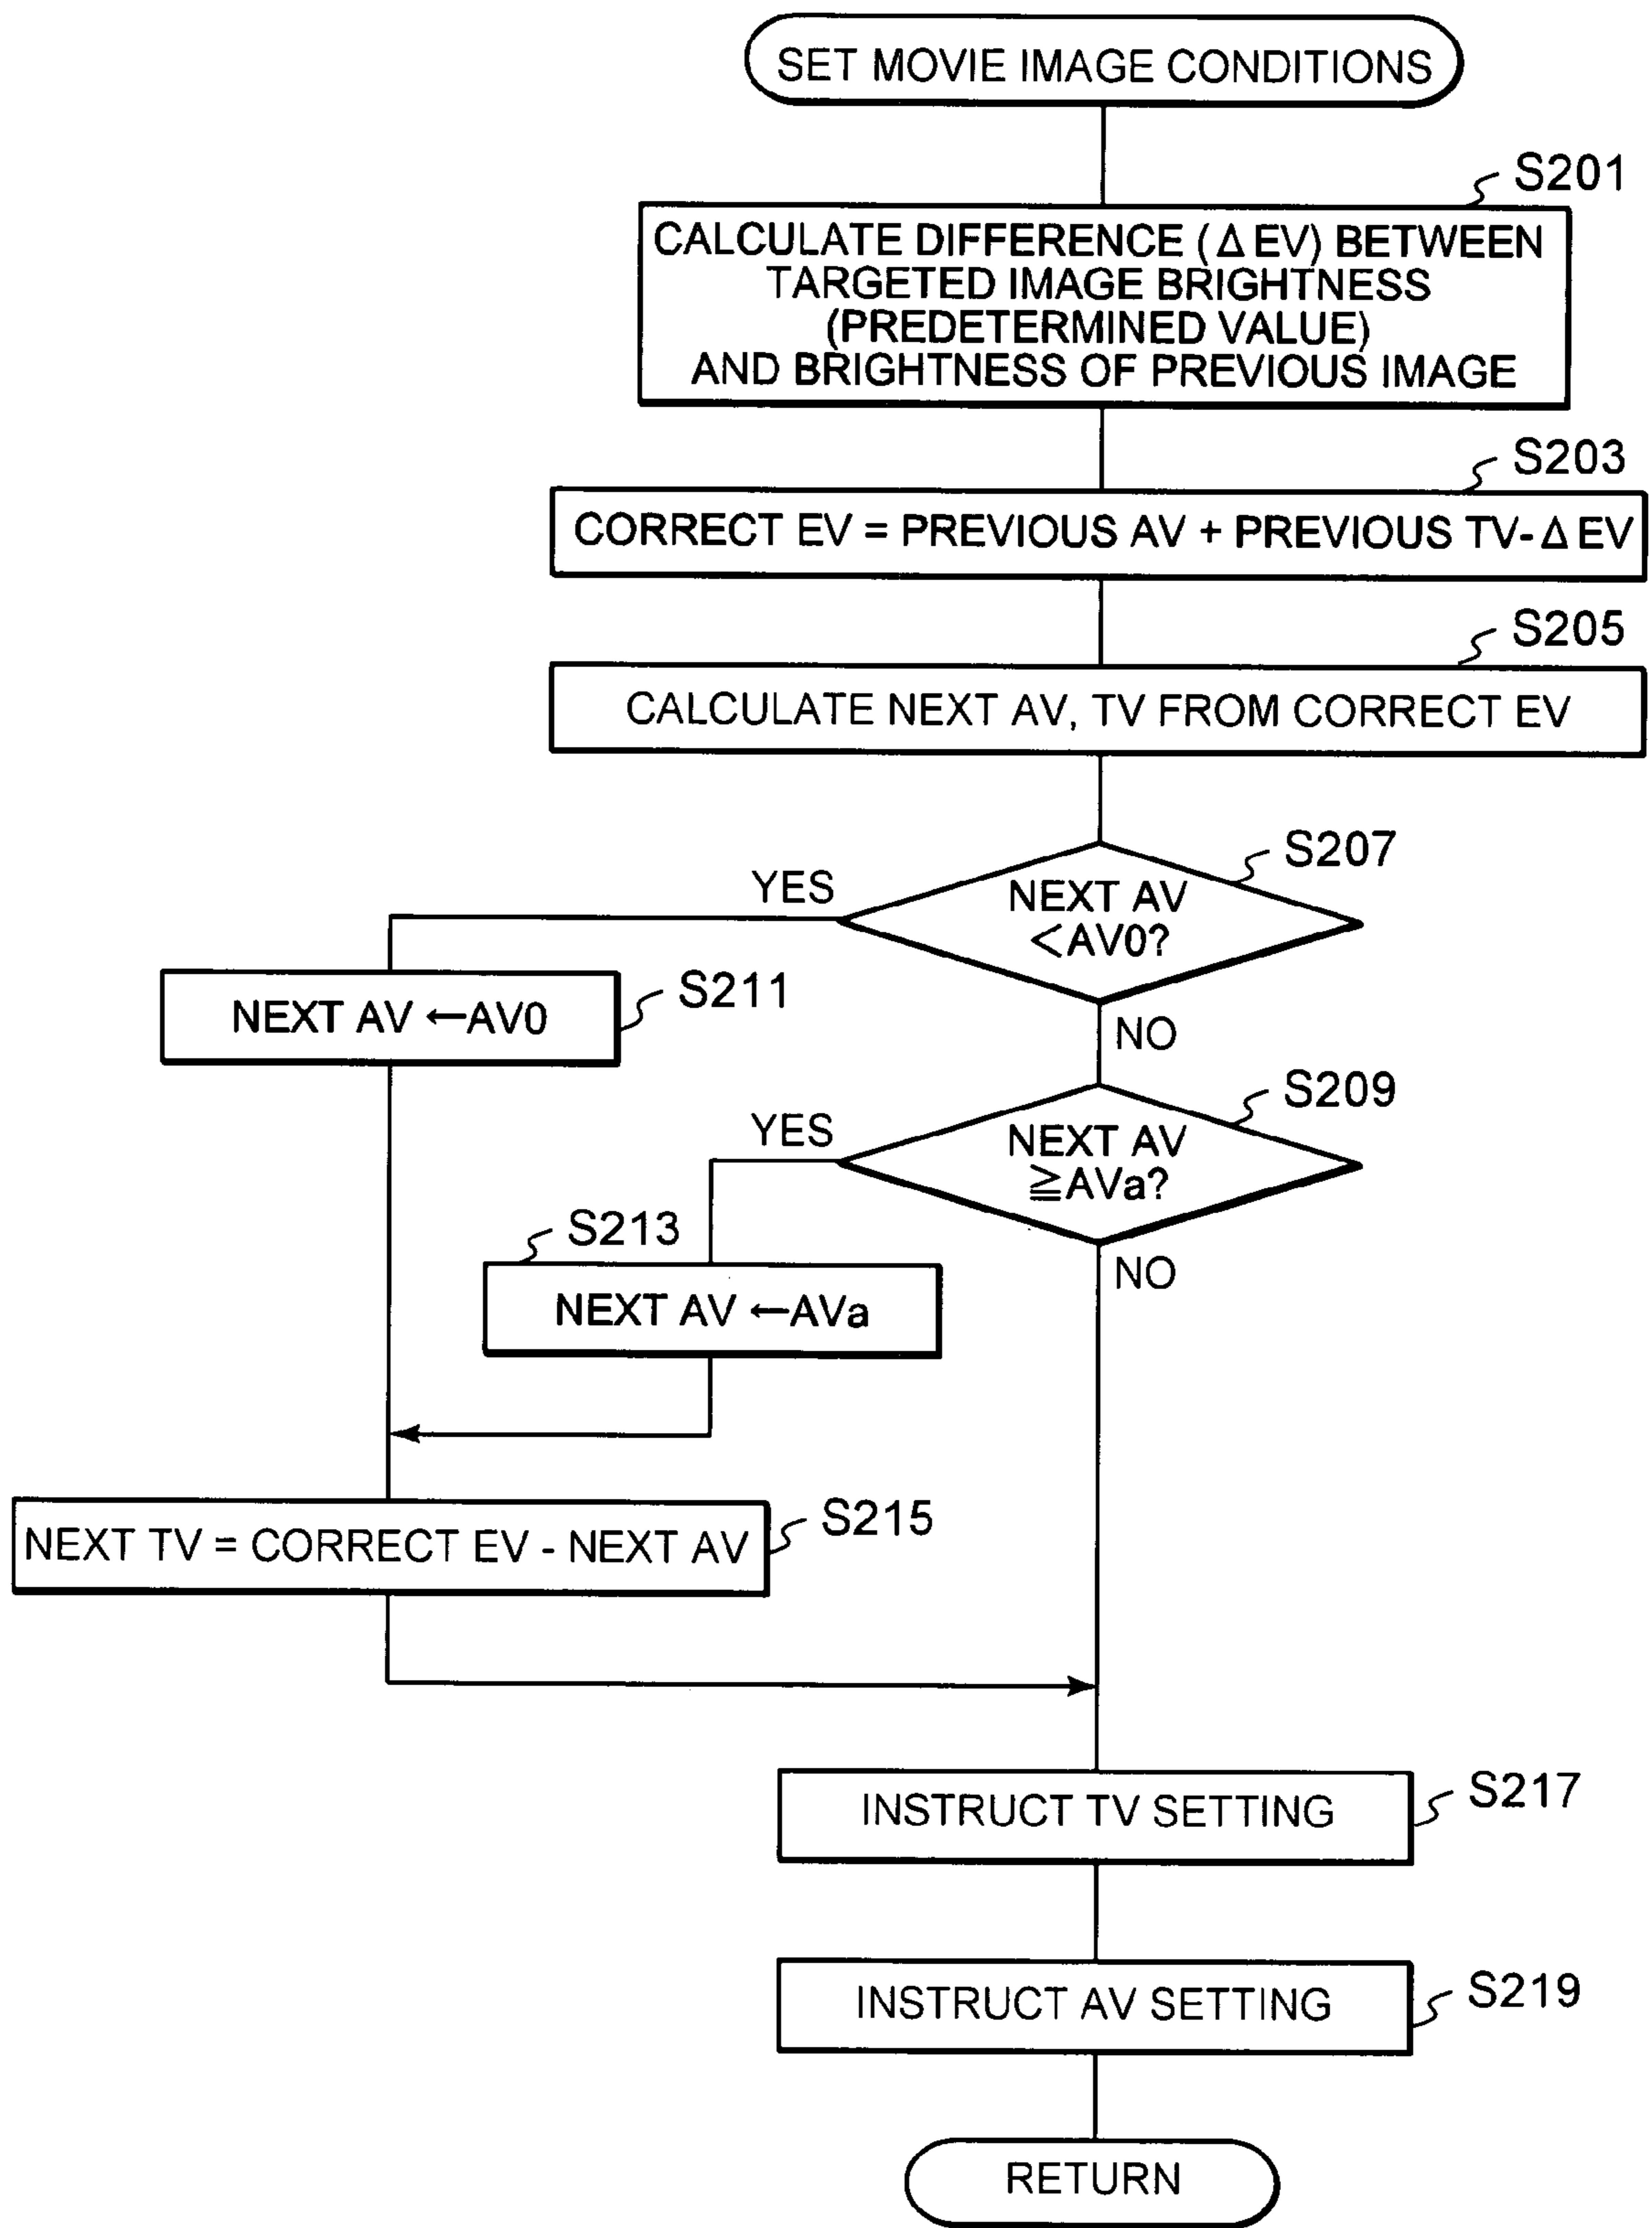 SET MOVIE IMAGE CONDITIONS
S201
CALCULATE DIFFERENCE (Δ EV) BETWEEN
TARGETED IMAGE BRIGHTNESS
(PREDETERMINED VALUE)
AND BRIGHTNESS OF PREVIOUS IMAGE
S203
CORRECT EV = PREVIOUS AV + PREVIOUS TV- Δ EV
S205
CALCULATE NEXT AV, TV FROM CORRECT EV
S207
YES
NEXT AV
<AV0?
S211
NEXT AV ←AV0
NO
S209
YES
NEXT AV
≧AVa?
S213
NO
NEXT AV ←AVa
S215
NEXT TV = CORRECT EV - NEXT AV
S217
INSTRUCT TV SETTING
S219
INSTRUCT AV SETTING
RETURN